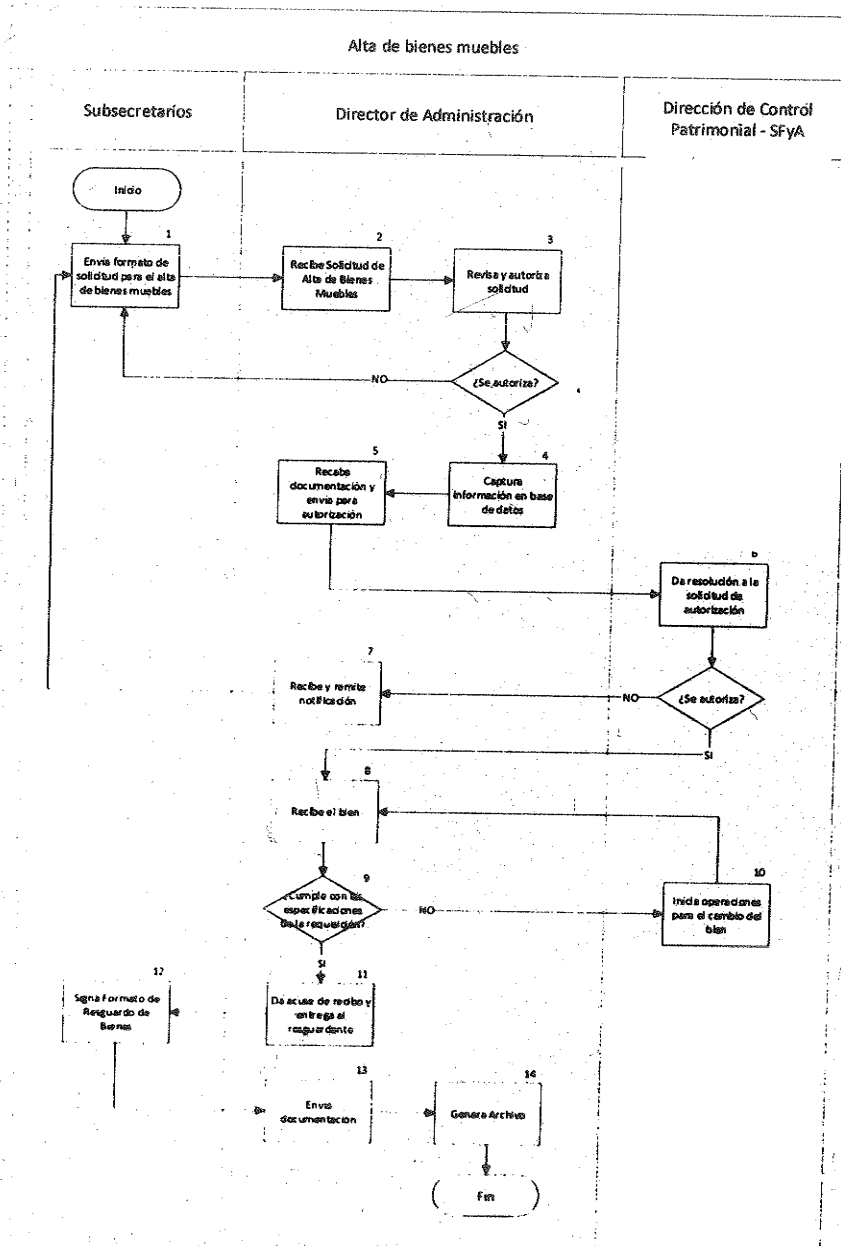 Alta de bienes muebles
Subsecretarios
Director de Administración
Dirección de Control
Patrimonial - SFyA
Inicio
1
Envía formato de
solicitud para el alta
de bienes muebles
2
Recibe Solicitud de
Alta de Bienes
Muebles
3
Revisa y autoriza
solicitud
¿Se autoriza?
NO
SI
4
Captura
información en base
de datos
5
Recaba
documentación y
envía para
autorización
6
Da resolución a la
solicitud de
autorización
¿Se autoriza?
NO
SI
7
Recibe y remite
notificación
8
Recibe el bien
9
¿Cumple con las
especificaciones
de la requisición?
NO
SI
10
Inicia operaciones
para el cambio del
bien
11
Da acuse de recibo y
entrega al
resguardante
12
Signa Formato de
Resguardo de
Bienes
13
Envía
documentación
14
Genera Archivo
Fin